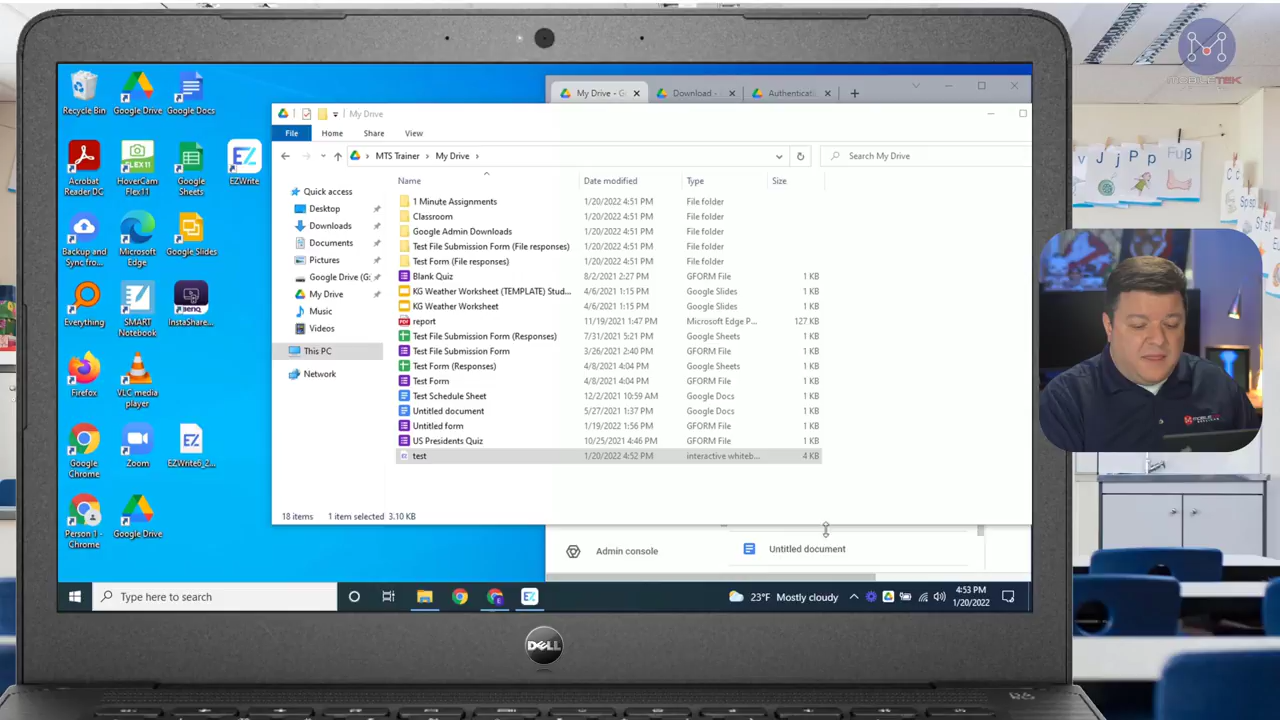 MOBILETEK
Recycle Bin
Google Drive
Google Docs
Acrobat Reader DC
HoverCam Flex11
Google Sheets
EZWrite
Backup and Sync from...
Microsoft Edge
Google Slides
Everything
SMART Notebook
InstaShare...
Firefox
VLC media player
Google Chrome
Zoom
EZWrite6_2...
Person 1 - Chrome
Google Drive
My Drive - G
Download -
Authenticati
My Drive
File Home Share View
MTS Trainer > My Drive >
Search My Drive
Name Date modified Type Size
Quick access
Desktop
Downloads
Documents
Pictures
Google Drive (G:
My Drive
Music
Videos
This PC
Network
1 Minute Assignments 1/20/2022 4:51 PM File folder
Classroom 1/20/2022 4:51 PM File folder
Google Admin Downloads 1/20/2022 4:51 PM File folder
Test File Submission Form (File responses) 1/20/2022 4:51 PM File folder
Test Form (File responses) 1/20/2022 4:51 PM File folder
Blank Quiz 8/2/2021 2:27 PM GFORM File 1 KB
KG Weather Worksheet (TEMPLATE) Stud... 4/6/2021 1:15 PM Google Slides 1 KB
KG Weather Worksheet 4/6/2021 1:15 PM Google Slides 1 KB
report 11/19/2021 1:47 PM Microsoft Edge P... 127 KB
Test File Submission Form (Responses) 7/31/2021 5:21 PM Google Sheets 1 KB
Test File Submission Form 3/26/2021 2:40 PM GFORM File 1 KB
Test Form (Responses) 4/8/2021 4:04 PM Google Sheets 1 KB
Test Form 4/8/2021 4:04 PM GFORM File 1 KB
Test Schedule Sheet 12/2/2021 10:59 AM Google Docs 1 KB
Untitled document 5/27/2021 1:37 PM Google Docs 1 KB
Untitled form 1/19/2022 1:56 PM GFORM File 1 KB
US Presidents Quiz 10/25/2021 4:46 PM GFORM File 1 KB
test 1/20/2022 4:52 PM interactive whiteb... 4 KB
18 items 1 item selected 3.10 KB
Admin console
Untitled document
Type here to search
23°F Mostly cloudy
4:53 PM
1/20/2022
DELL
J j P p Fuß